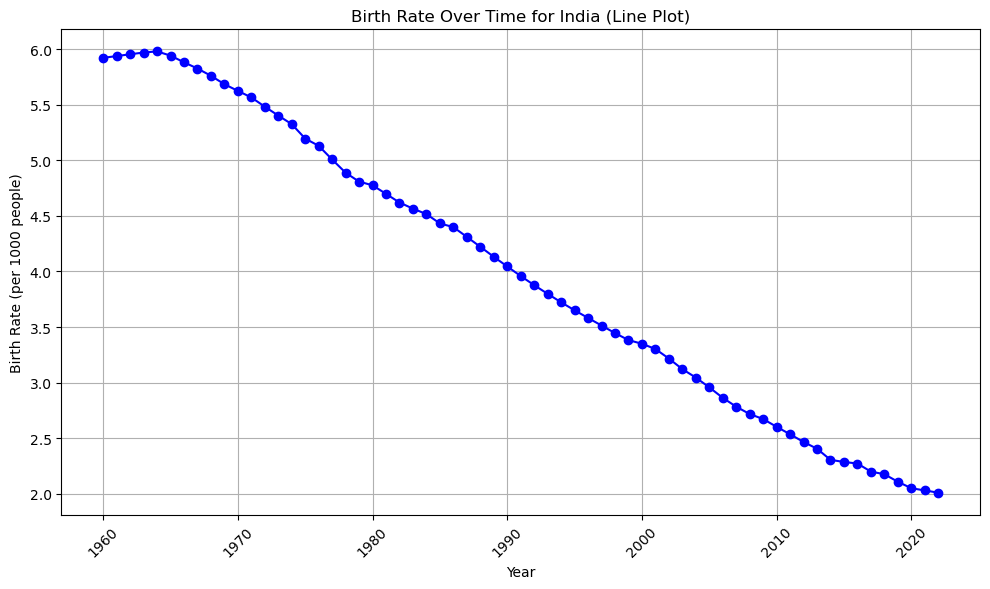 Birth Rate Over Time for India (Line Plot)
6.0
5.5
5.0
4.5
4.0
3.5
3.0
2.5
2.0
Birth Rate (per 1000 people)
1960 1970 1980 1990 2000 2010 2020
Year